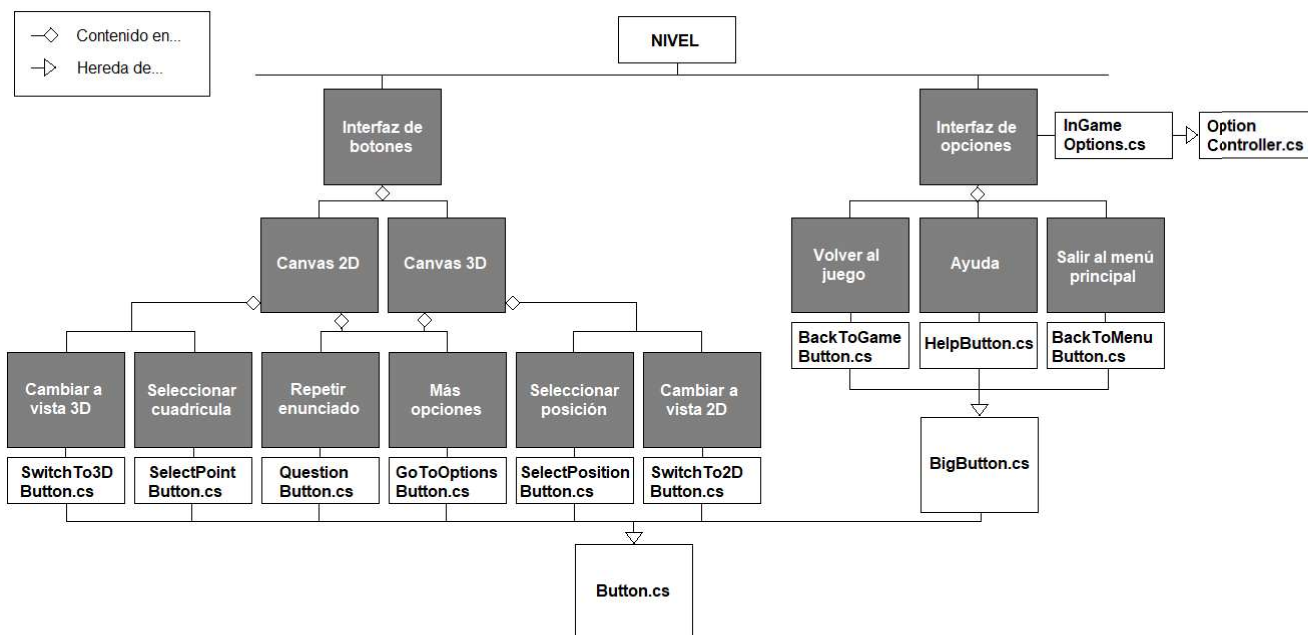 Contenido en...
Hereda de...
NIVEL
Interfaz de
botones
Interfaz de
opciones
InGame
Options.cs
Option
Controller.cs
Canvas 2D
Canvas 3D
Volver al
juego
Ayuda
Salir al menú
principal
BackToGame
Button.cs
HelpButton.cs
BackToMenu
Button.cs
Cambiar a
vista 3D
Seleccionar
cuadrícula
Repetir
enunciado
Más
opciones
Seleccionar
posición
Cambiar a
vista 2D
SwitchTo3D
Button.cs
SelectPoint
Button.cs
Question
Button.cs
GoToOptions
Button.cs
SelectPosition
Button.cs
SwitchTo2D
Button.cs
BigButton.cs
Button.cs